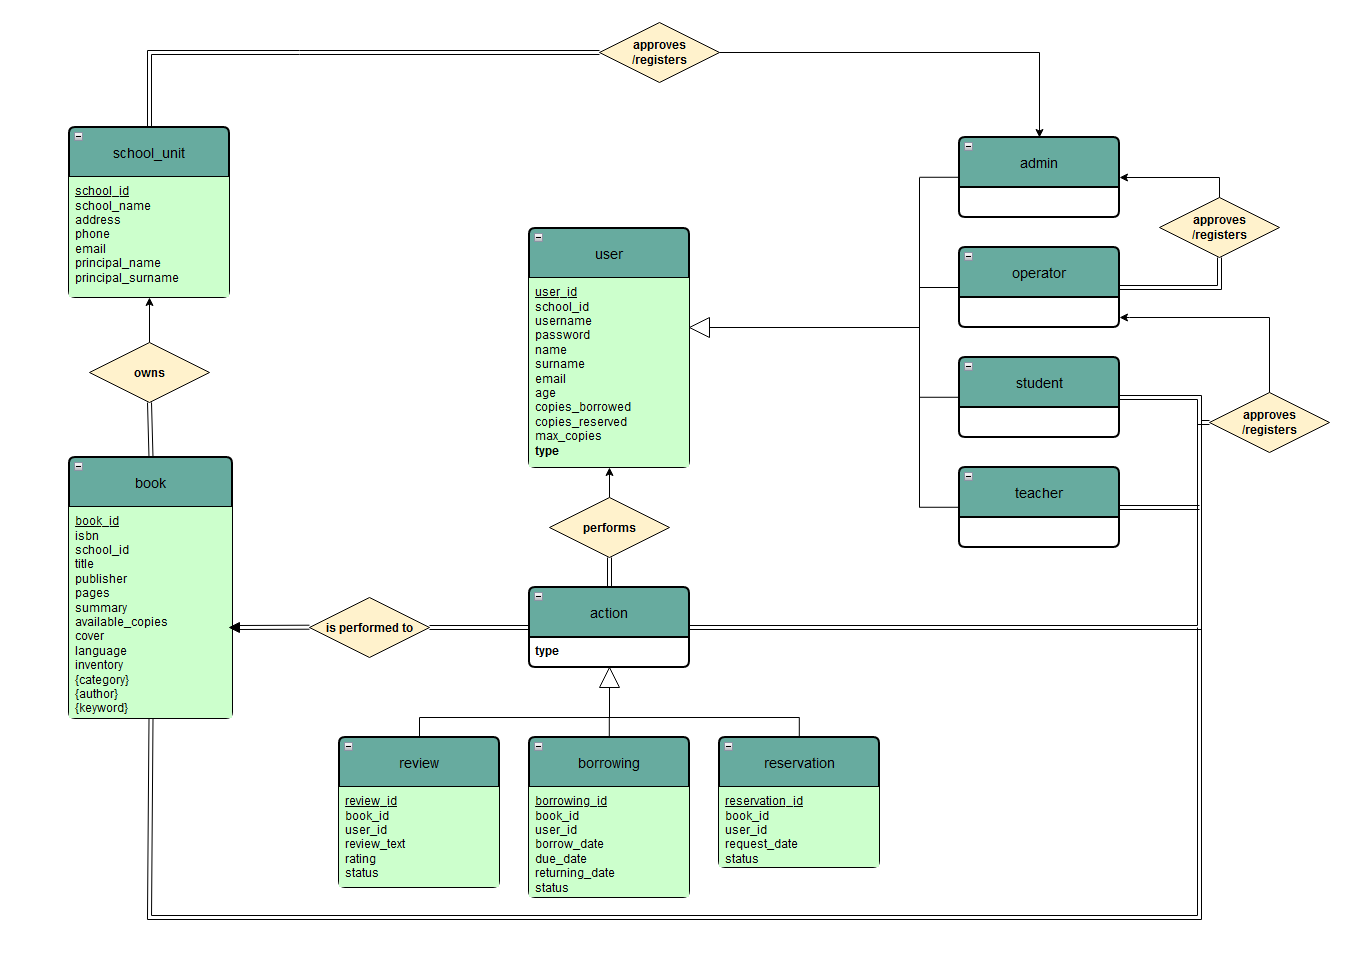 approves
/registers
school_unit
school_id
school_name
address
phone
email
principal_name
principal_surname
admin
approves
/registers
user
user_id
school_id
username
password
name
surname
email
age
copies_borrowed
copies_reserved
max_copies
type
operator
owns
student
approves
/registers
book
book_id
isbn
school_id
title
publisher
pages
summary
available_copies
cover
language
inventory
{category}
{author}
{keyword}
teacher
performs
is performed to
action
type
review
review_id
book_id
user_id
review_text
rating
status
borrowing
borrowing_id
book_id
user_id
borrow_date
due_date
returning_date
status
reservation
reservation_id
book_id
user_id
request_date
status